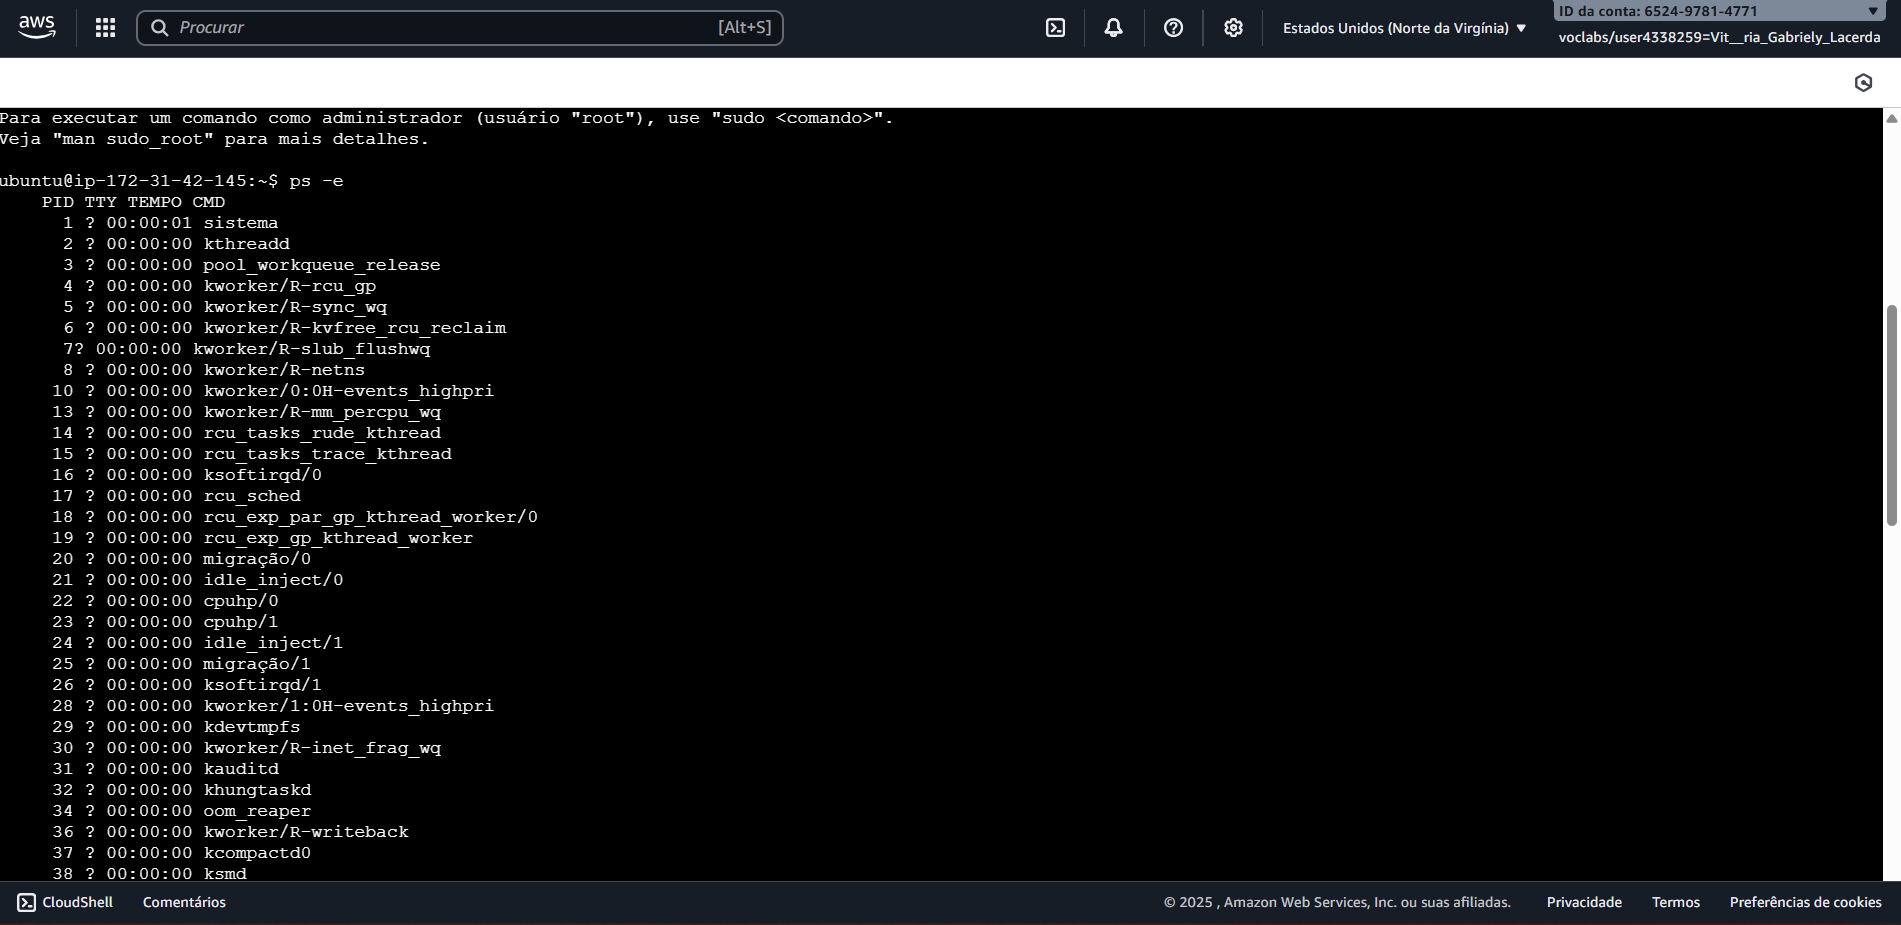 aws
Procurar [Alt+S]
Estados Unidos (Norte da Virgínia)
ID da conta: 6524-9781-4771
voclabs/user4338259=Vit__ria_Gabriely_Lacerda
Para executar um comando como administrador (usuário "root"), use "sudo <comando>".
Veja "man sudo_root" para mais detalhes.
ubuntu@ip-172-31-42-145:~$ ps -e
PID TTY TEMPO CMD
1 ? 00:00:01 sistema
2 ? 00:00:00 kthreadd
3 ? 00:00:00 pool_workqueue_release
4 ? 00:00:00 kworker/R-rcu_gp
5 ? 00:00:00 kworker/R-sync_wq
6 ? 00:00:00 kworker/R-kvfree_rcu_reclaim
7? 00:00:00 kworker/R-slub_flushwq
8 ? 00:00:00 kworker/R-netns
10 ? 00:00:00 kworker/0:0H-events_highpri
13 ? 00:00:00 kworker/R-mm_percpu_wq
14 ? 00:00:00 rcu_tasks_rude_kthread
15 ? 00:00:00 rcu_tasks_trace_kthread
16 ? 00:00:00 ksoftirqd/0
17 ? 00:00:00 rcu_sched
18 ? 00:00:00 rcu_exp_par_gp_kthread_worker/0
19 ? 00:00:00 rcu_exp_gp_kthread_worker
20 ? 00:00:00 migração/0
21 ? 00:00:00 idle_inject/0
22 ? 00:00:00 cpuhp/0
23 ? 00:00:00 cpuhp/1
24 ? 00:00:00 idle_inject/1
25 ? 00:00:00 migração/1
26 ? 00:00:00 ksoftirqd/1
28 ? 00:00:00 kworker/1:0H-events_highpri
29 ? 00:00:00 kdevtmpfs
30 ? 00:00:00 kworker/R-inet_frag_wq
31 ? 00:00:00 kauditd
32 ? 00:00:00 khungtaskd
34 ? 00:00:00 oom_reaper
36 ? 00:00:00 kworker/R-writeback
37 ? 00:00:00 kcompactd0
38 ? 00:00:00 ksmd
CloudShell Comentários © 2025 , Amazon Web Services, Inc. ou suas afiliadas. Privacidade Termos Preferências de cookies